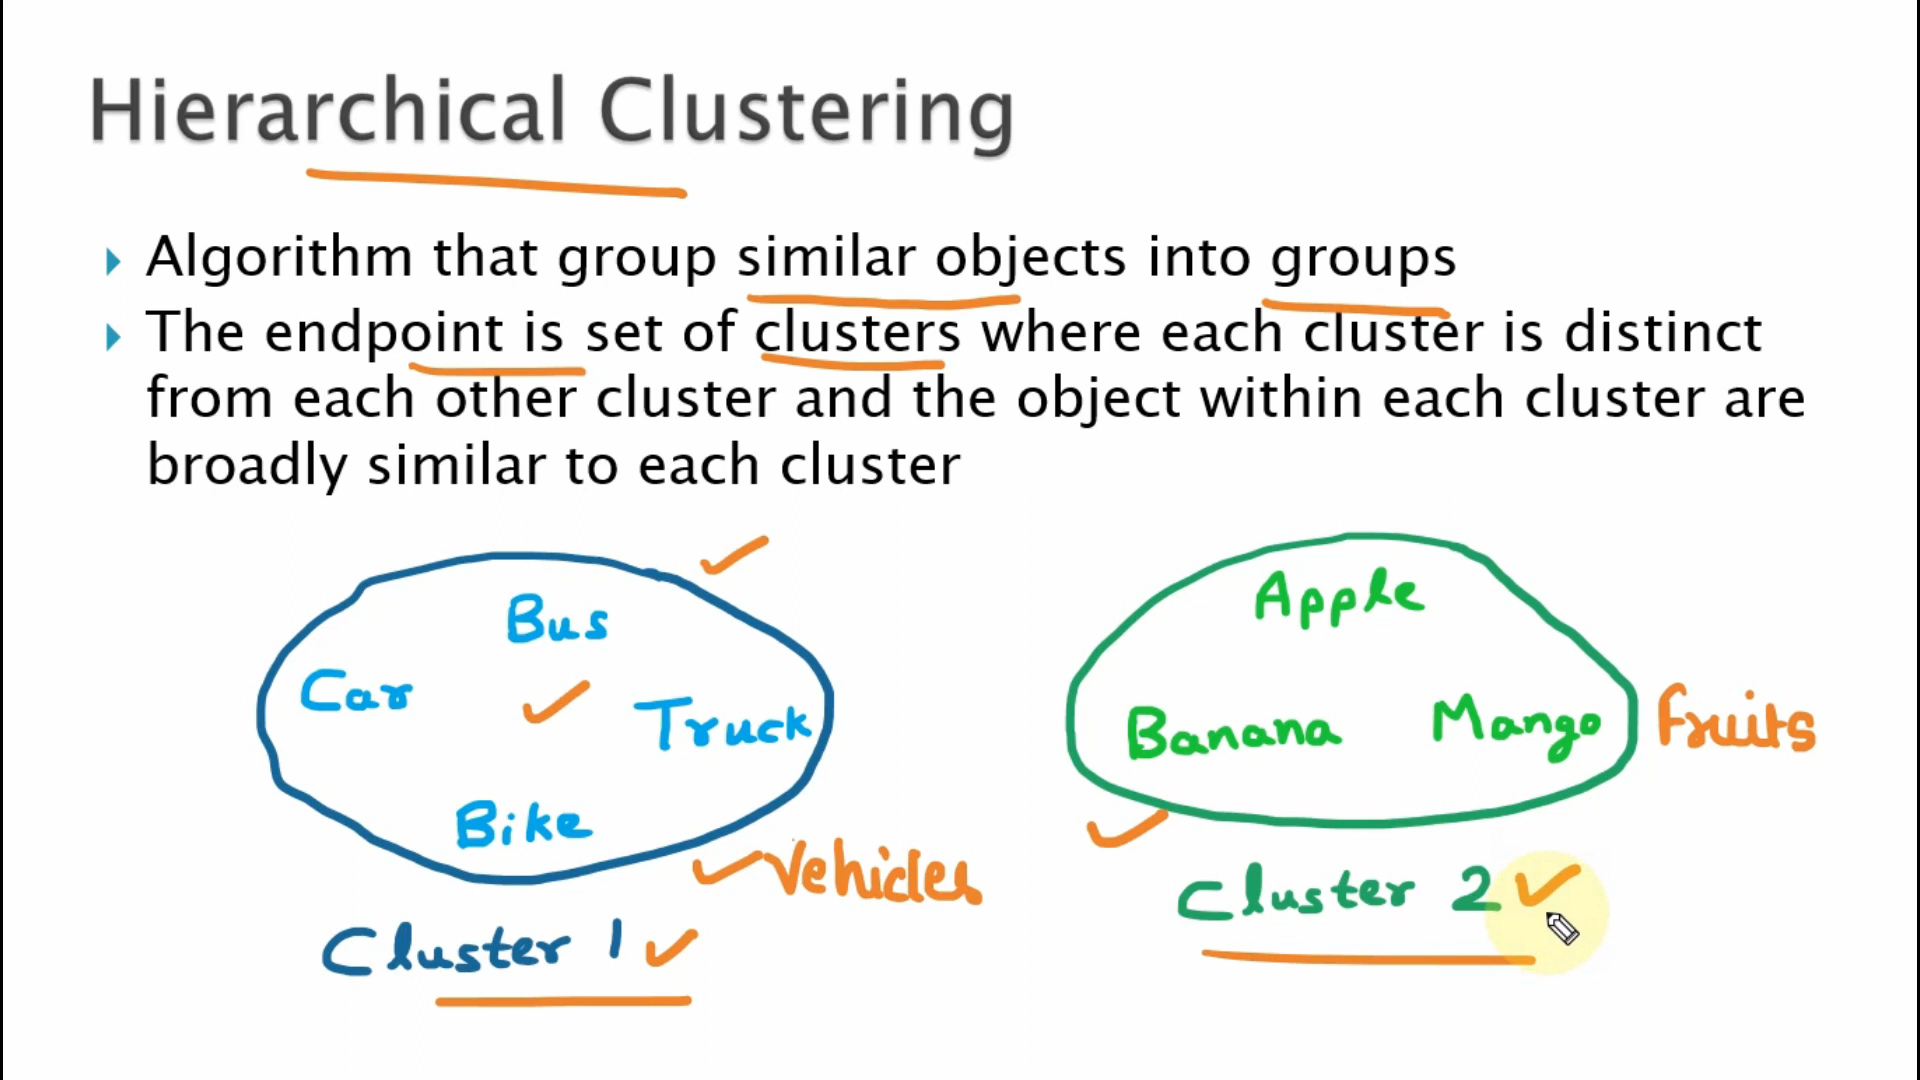 Hierarchical Clustering
Algorithm that group similar objects into groups
The endpoint is set of clusters where each cluster is distinct
from each other cluster and the object within each cluster are
broadly similar to each cluster
Bus
Car
Truck
Bike
Vehicles
Cluster 1
Apple
Banana
Mango
Fruits
Cluster 2